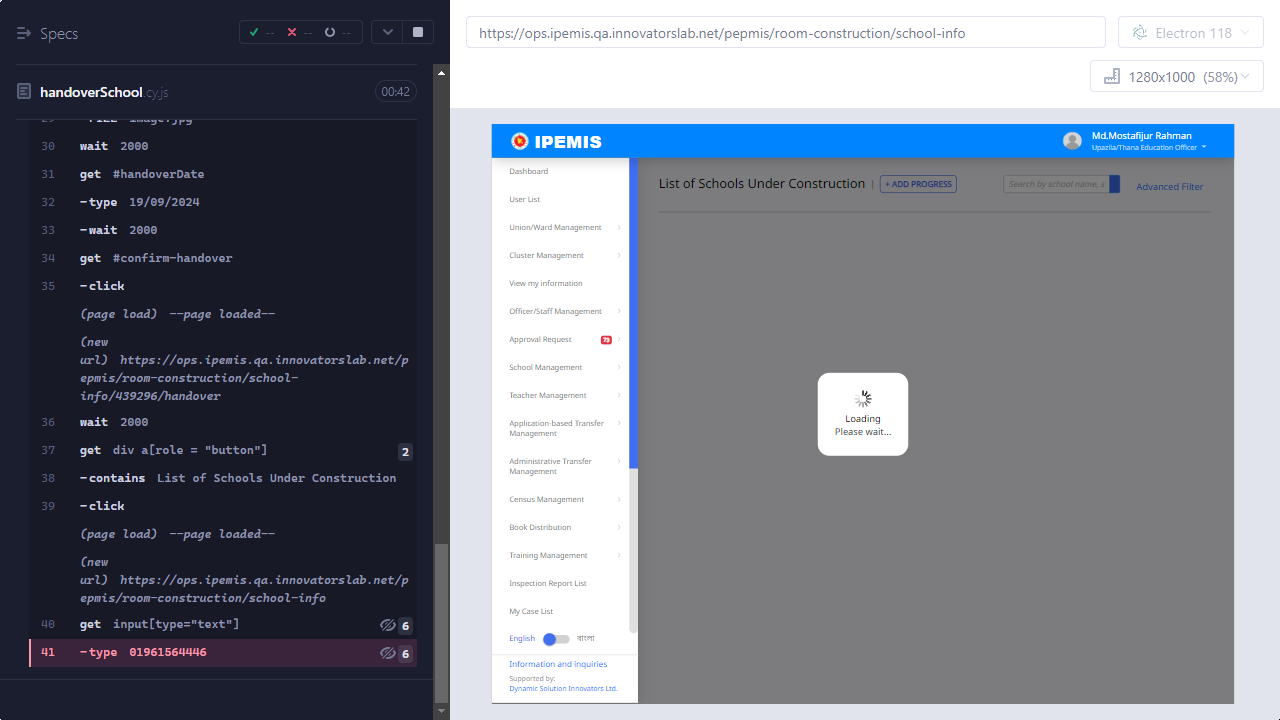 Specs
-- -- --
handoverSchool.cy.js
00:42
30 wait 2000
31 get #handoverDate
32 -type 19/09/2024
33 -wait 2000
34 get #confirm-handover
35 -click
(page load) --page loaded--
(new
url) https://ops.ipemis.qa.innovatorslab.net/p
epmis/room-construction/school-
info/439296/handover
36 wait 2000
37 get div a[role = "button"] 2
38 -contains List of Schools Under Construction
39 -click
(page load) --page loaded--
(new
url) https://ops.ipemis.qa.innovatorslab.net/p
epmis/room-construction/school-info
40 get input[type="text"] 6
41 -type 01961564446 6
https://ops.ipemis.qa.innovatorslab.net/pepmis/room-construction/school-info
Electron 118
1280x1000 (58%)
IPEMIS
Md.Mostafijur Rahman
Upazila/Thana Education Officer
Dashboard
User List
Union/Ward Management
Cluster Management
View my information
Officer/Staff Management
Approval Request 73
School Management
Teacher Management
Application-based Transfer
Management
Administrative Transfer
Management
Census Management
Book Distribution
Training Management
Inspection Report List
My Case List
English বাংলা
Information and inquiries
Supported by:
Dynamic Solution Innovators Ltd.
List of Schools Under Construction | + ADD PROGRESS
Search by school name, s
Advanced Filter
Loading
Please wait...